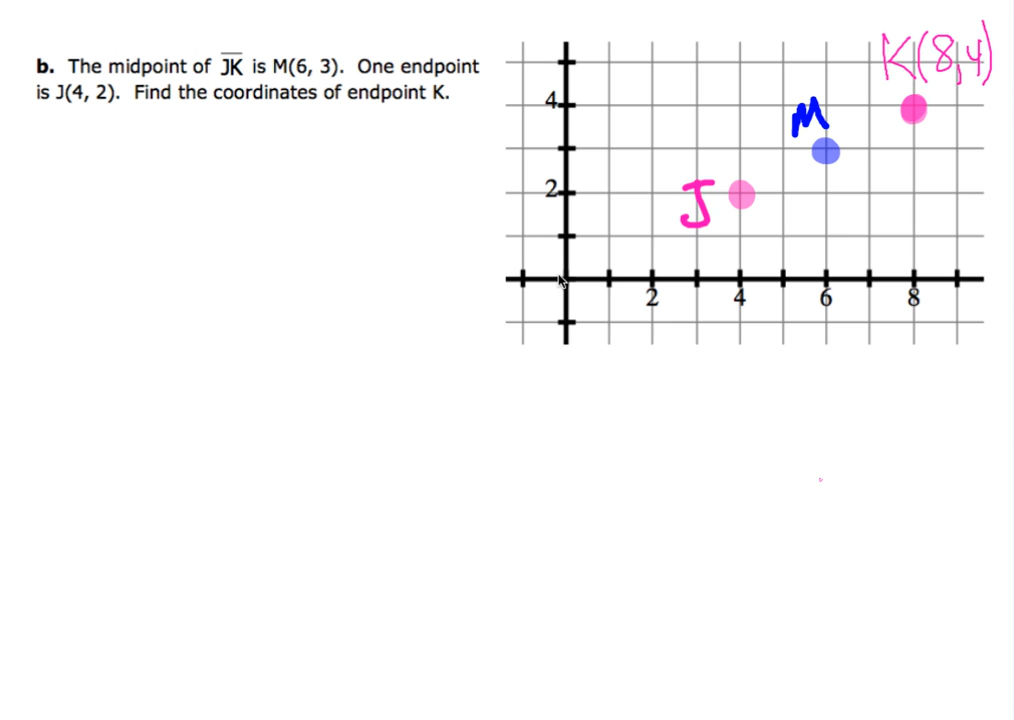 b. The midpoint of JK is M(6, 3). One endpoint
is J(4, 2). Find the coordinates of endpoint K.
K(8,4)
4
M
2
J
2 4 6 8